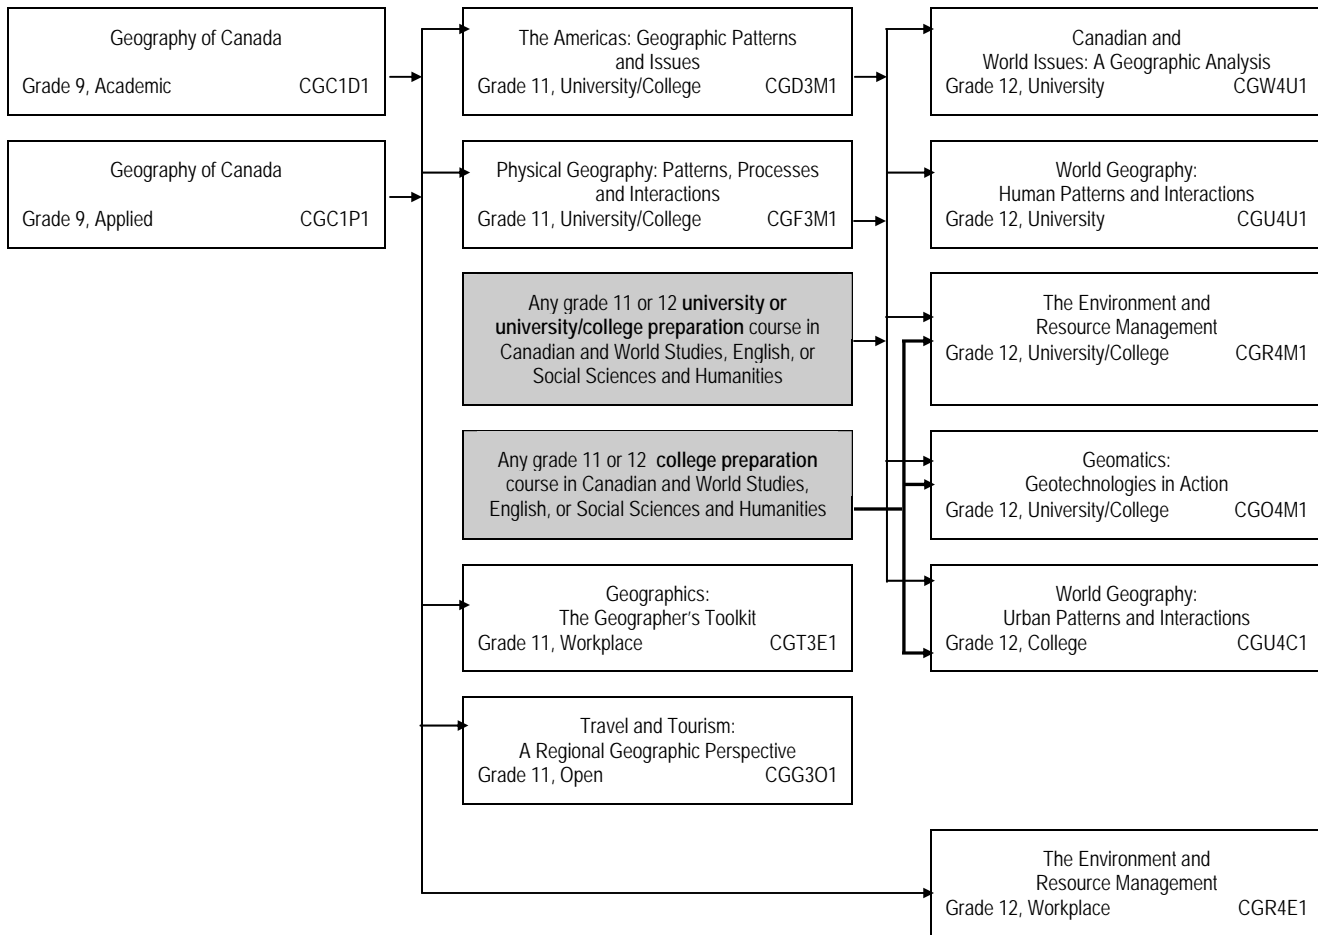 Geography of Canada
Grade 9, Academic CGC1D1
Geography of Canada
Grade 9, Applied CGC1P1
The Americas: Geographic Patterns
and Issues
Grade 11, University/College CGD3M1
Physical Geography: Patterns, Processes
and Interactions
Grade 11, University/College CGF3M1
Any grade 11 or 12 university or
university/college preparation course in
Canadian and World Studies, English, or
Social Sciences and Humanities
Any grade 11 or 12 college preparation
course in Canadian and World Studies,
English, or Social Sciences and Humanities
Geographics:
The Geographer's Toolkit
Grade 11, Workplace CGT3E1
Travel and Tourism:
A Regional Geographic Perspective
Grade 11, Open CGG3O1
Canadian and
World Issues: A Geographic Analysis
Grade 12, University CGW4U1
World Geography:
Human Patterns and Interactions
Grade 12, University CGU4U1
The Environment and
Resource Management
Grade 12, University/College CGR4M1
Geomatics:
Geotechnologies in Action
Grade 12, University/College CGO4M1
World Geography:
Urban Patterns and Interactions
Grade 12, College CGU4C1
The Environment and
Resource Management
Grade 12, Workplace CGR4E1